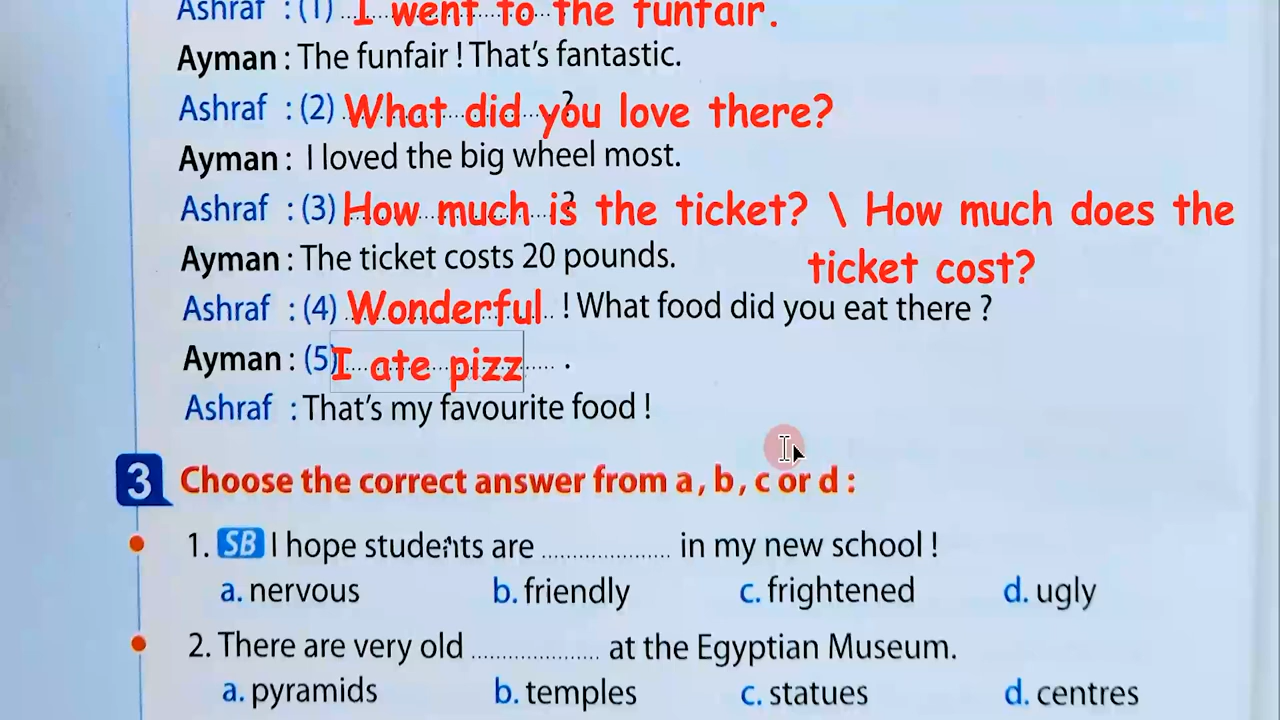 Ashraf : (1) I went to the funfair.
Ayman : The funfair ! That's fantastic.
Ashraf : (2) What did you love there? ?
Ayman : I loved the big wheel most.
Ashraf : (3) How much is the ticket? \ How much does the ?
ticket cost?
Ayman : The ticket costs 20 pounds.
Ashraf : (4) Wonderful ! What food did you eat there ?
Ayman : (5) I ate pizz .
Ashraf : That's my favourite food !
3 Choose the correct answer from a , b , c or d :
1. SB I hope students are .................... in my new school !
a. nervous b. friendly c. frightened d. ugly
2. There are very old .................... at the Egyptian Museum.
a. pyramids b. temples c. statues d. centres